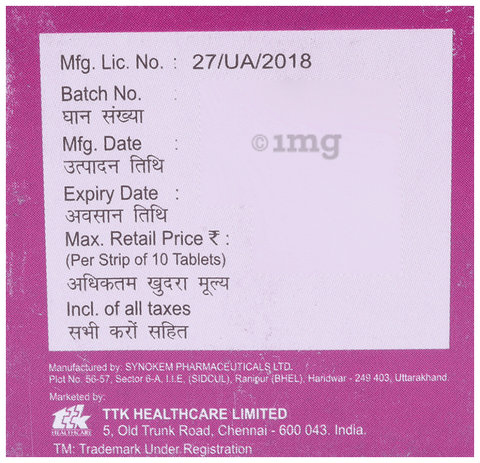 Mfg. Lic. No. : 27/UA/2018
Batch No. :
घान संख्या
Mfg. Date :
उत्पादन तिथि
Expiry Date :
अवसान तिथि
Max. Retail Price ₹ :
(Per Strip of 10 Tablets)
अधिकतम खुदरा मूल्य
Incl. of all taxes
सभी करों सहित
©1mg
Manufactured by: SYNOKEM PHARMACEUTICALS LTD.
Plot No. 56-57, Sector 6-A, I.I.E, (SIDCUL), Ranipur (BHEL), Haridwar - 249 403, Uttarakhand.
Marketed by:
ttk
HEALTHCARE
TTK HEALTHCARE LIMITED
5, Old Trunk Road, Chennai - 600 043. India.
TM: Trademark Under Registration